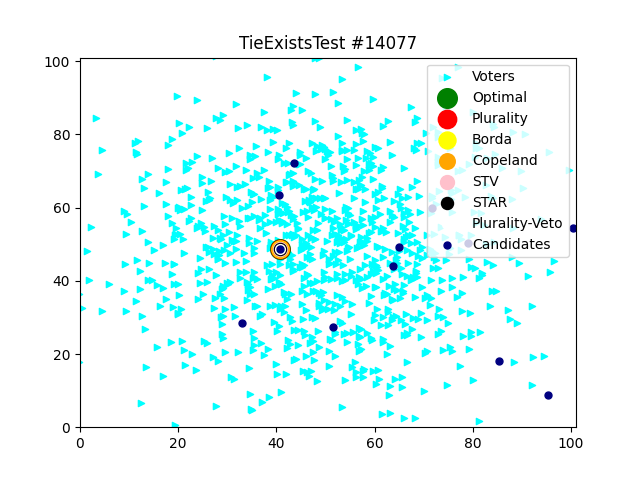 TieExistsTest #14077
100
80
60
40
20
0
0
20
40
60
80
100
Voters
Optimal
Plurality
Borda
Copeland
STV
STAR
Plurality-Veto
Candidates